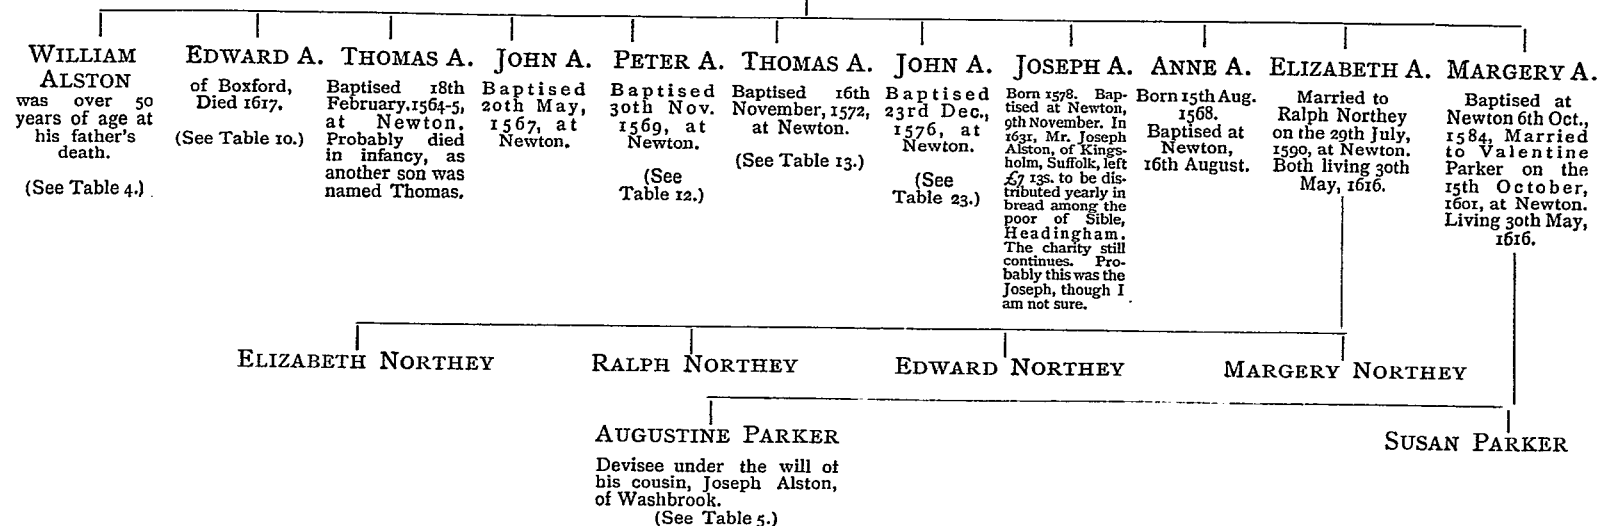 WILLIAM
ALSTON
was over 50
years of age at
his father's
death.
(See Table 4.)
EDWARD A.
of Boxford,
Died 1617.
(See Table 10.)
THOMAS A.
Baptised 18th
February. 1564-5,
at Newton.
Probably died
in infancy, as
another son was
named Thomas.
JOHN A.
Baptised
20th May,
1567, at
Newton.
PETER A.
Baptised
30th Nov.
1569, at
Newton.
(See
Table 12.)
THOMAS A.
Baptised 16th
November, 1572,
at Newton.
(See Table 13.)
JOHN A.
Baptised
23rd Dec.,
1576, at
Newton.
(See
Table 23.)
JOSEPH A.
Born 1578. Bap-
tised at Newton,
9th November. In
1631, Mr. Joseph
Alston, of Kings-
holm, Suffolk, left
£7 13s. to be dis-
tributed yearly in
bread among the
poor of Sible,
Headingham.
The charity still
continues. Pro-
bably this was the
Joseph, though I
am not sure.
ANNE A.
Born 15th Aug.
1568.
Baptised at
Newton,
16th August.
ELIZABETH A.
Married to
Ralph Northey
on the 29th July,
1590, at Newton.
Both living 30th
May, 1616.
MARGERY A.
Baptised at
Newton 6th Oct.,
1584, Married
to Valentine
Parker on the
15th October,
1601, at Newton.
Living 30th May,
1616.
ELIZABETH NORTHEY
RALPH NORTHEY
EDWARD NORTHEY
MARGERY NORTHEY
AUGUSTINE PARKER
Devisee under the will of
his cousin, Joseph Alston,
of Washbrook.
(See Table 5.)
SUSAN PARKER